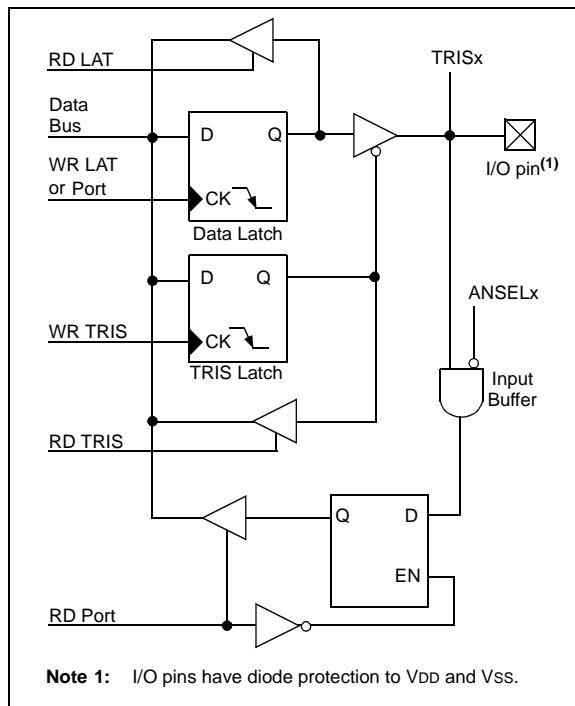 RD LAT
TRISx
Data
Bus
D Q
I/O pin(1)
WR LAT
or Port
CK
Data Latch
D Q
ANSELx
WR TRIS
CK
TRIS Latch
Input
Buffer
RD TRIS
Q D
EN
RD Port
Note 1: I/O pins have diode protection to VDD and VSS.